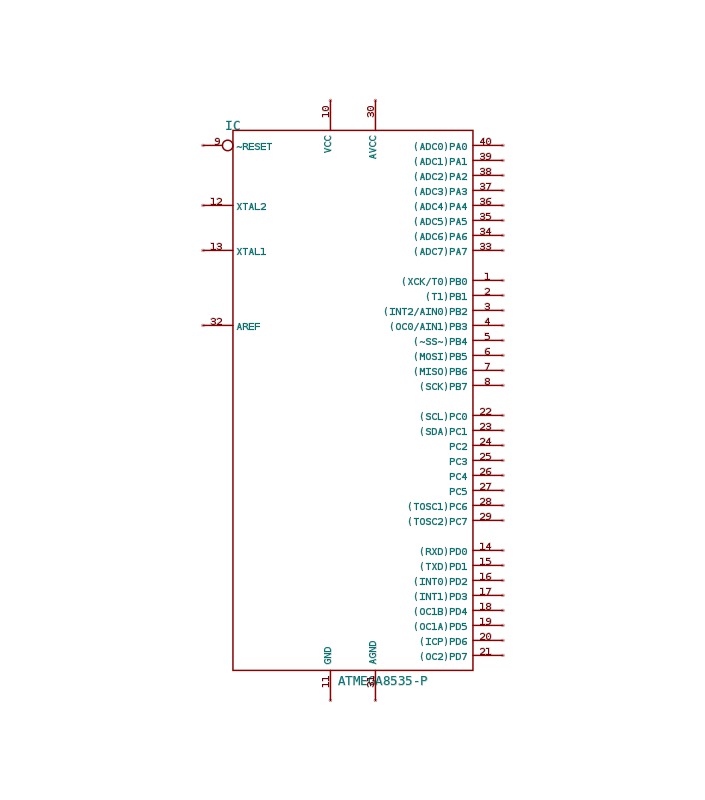 10
30
IC
9
~RESET
VCC
AVCC
(ADC0)PA0
40
(ADC1)PA1
39
(ADC2)PA2
38
(ADC3)PA3
37
12
XTAL2
(ADC4)PA4
36
(ADC5)PA5
35
(ADC6)PA6
34
13
XTAL1
(ADC7)PA7
33
(XCK/T0)PB0
1
(T1)PB1
2
(INT2/AIN0)PB2
3
32
AREF
(OC0/AIN1)PB3
4
(~SS~)PB4
5
(MOSI)PB5
6
(MISO)PB6
7
(SCK)PB7
8
(SCL)PC0
22
(SDA)PC1
23
PC2
24
PC3
25
PC4
26
PC5
27
(TOSC1)PC6
28
(TOSC2)PC7
29
(RXD)PD0
14
(TXD)PD1
15
(INT0)PD2
16
(INT1)PD3
17
(OC1B)PD4
18
(OC1A)PD5
19
(ICP)PD6
20
GND
AGND
(OC2)PD7
21
11
ATMEGA8535-P